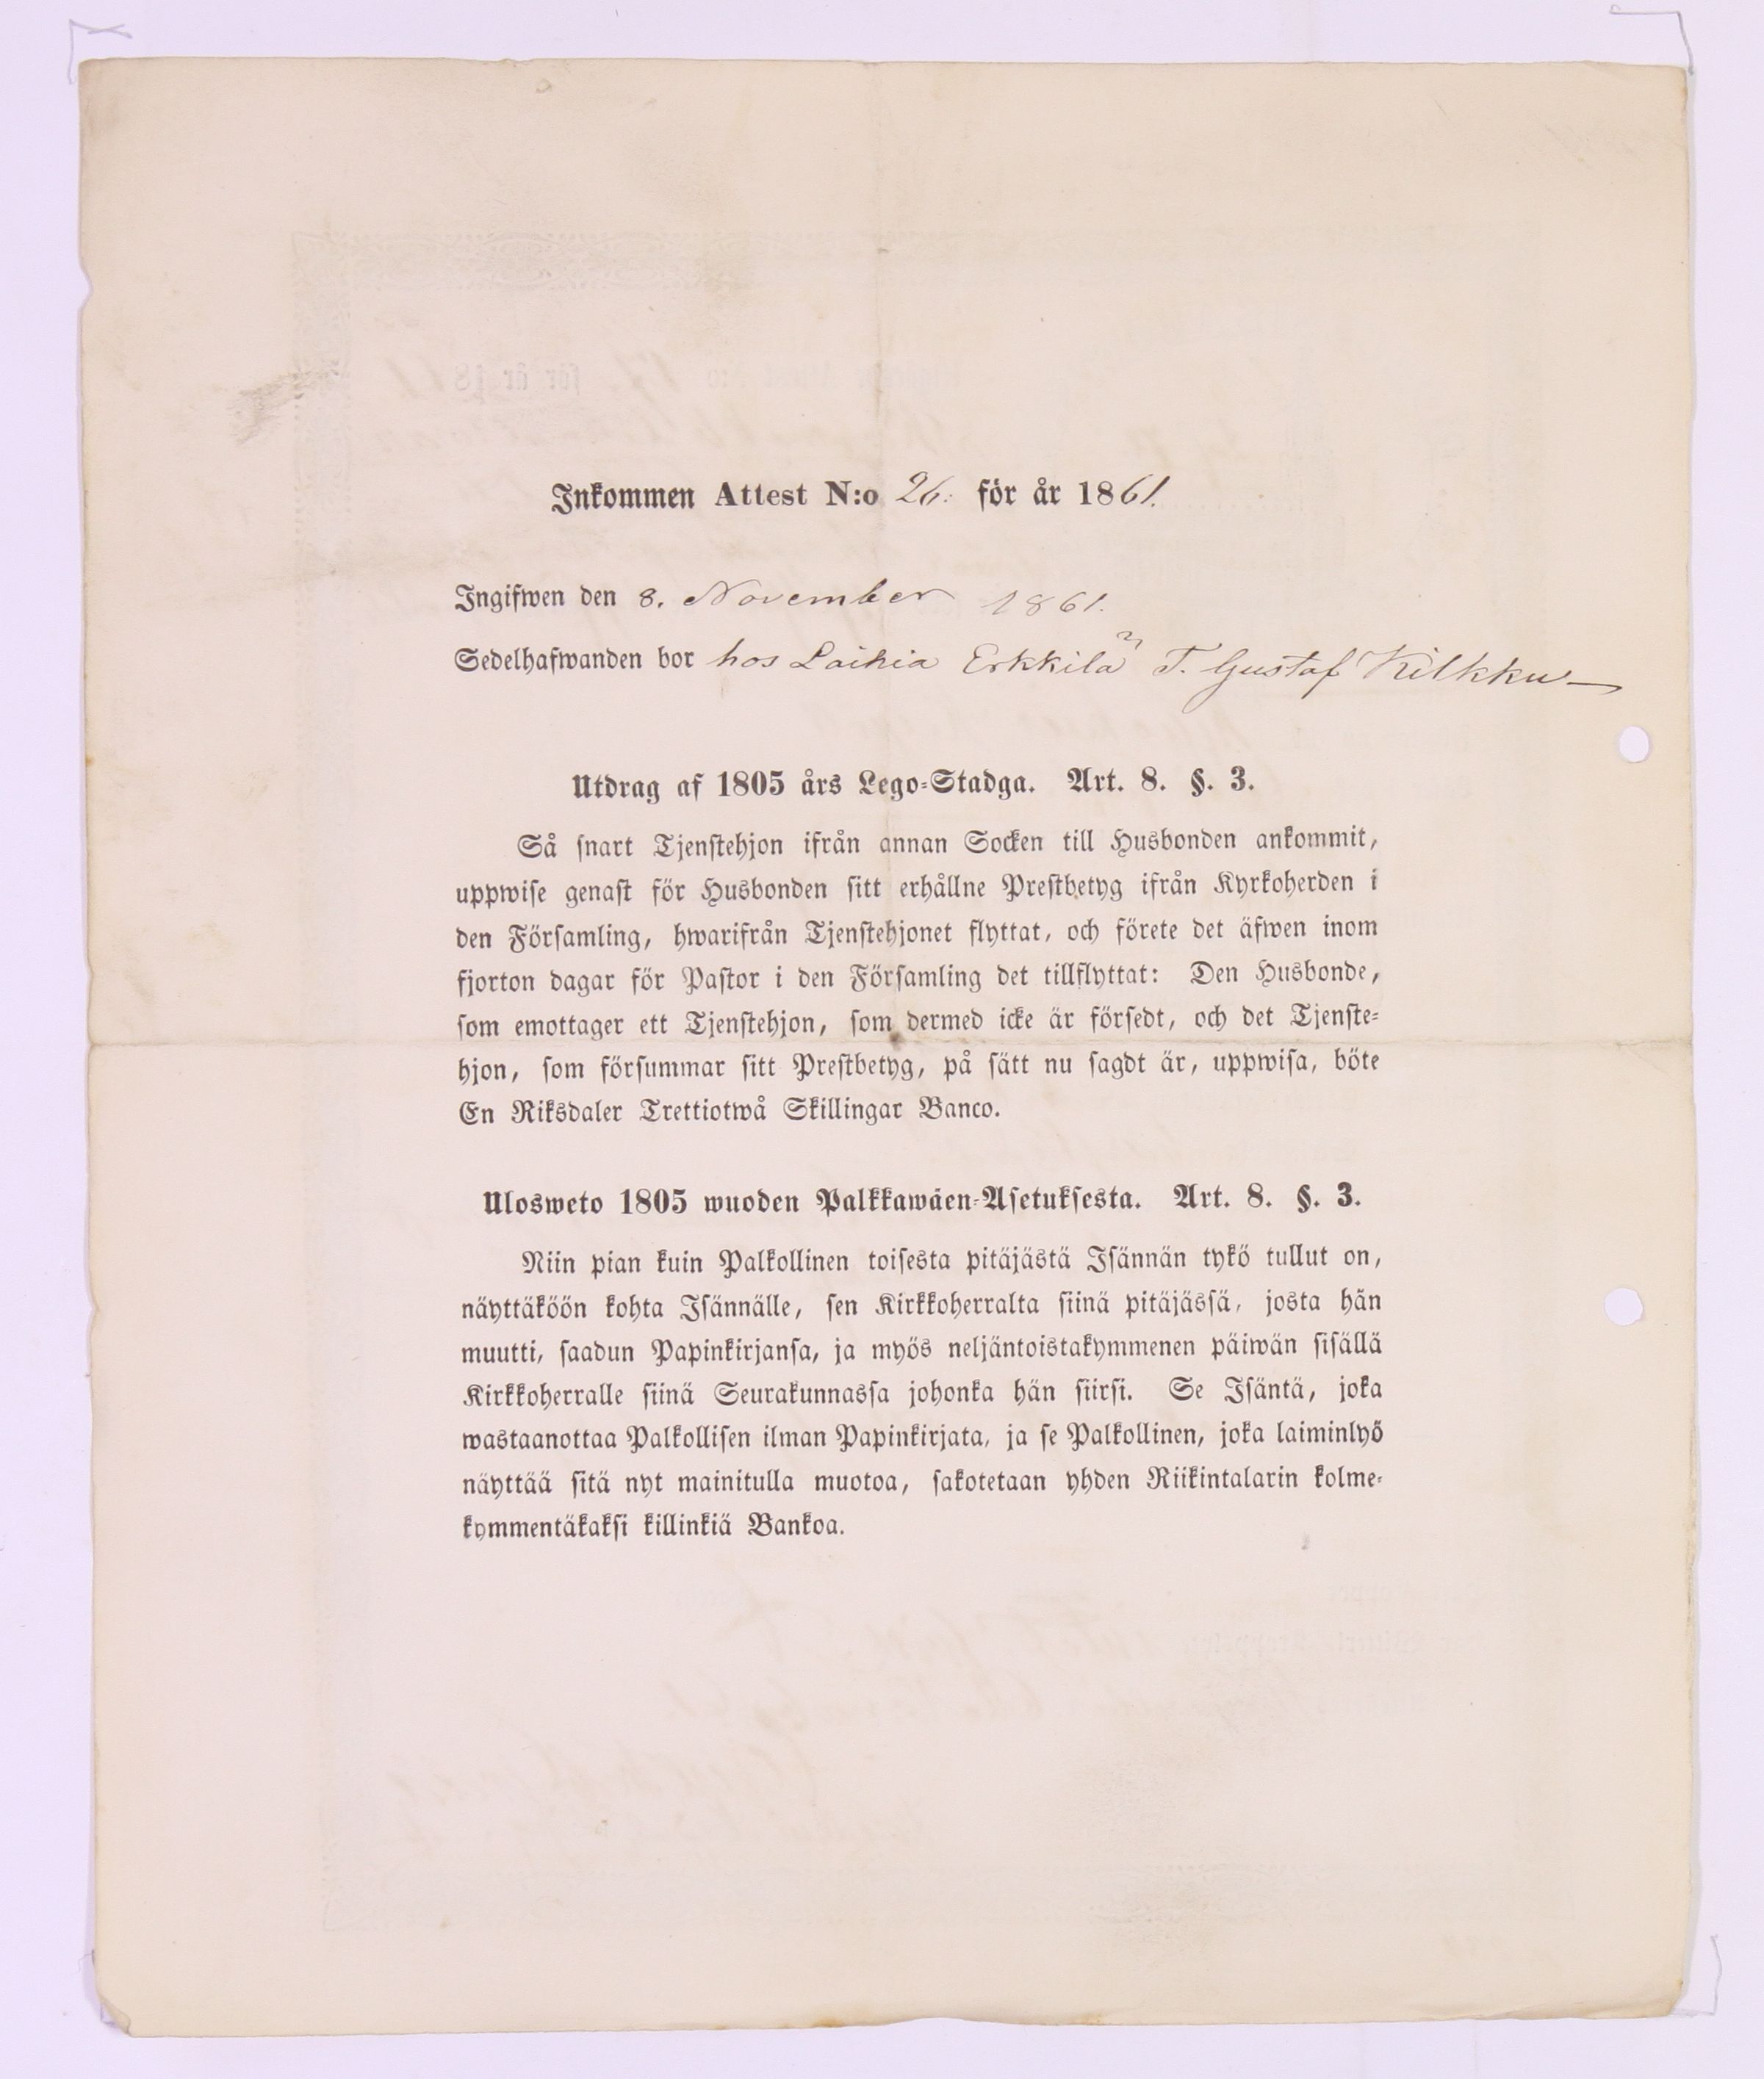 Inkommen Attest N:o 26. för år 1861.
Ingifwen den 8. November 1861.
Sedelhafwanden bor hos Laihia Erkkilä T. Gustaf Kilkku
Utdrag af 1805 års Lego-Stadga. Art. 8. §. 3.
Så snart Tjenstehjon ifrån annan Socken till Husbonden ankommit,
uppwise genast för Husbonden sitt erhållne Prestbetyg ifrån Kyrkoherden i
den Församling, hwarifrån Tjenstehjonet flyttat, och förete det äfwen inom
fjorton dagar för Pastor i den Församling det tillflyttat: Den Husbonde,
som emottager ett Tjenstehjon, som dermed icke är försedt, och det Tjenste-
hjon, som försummar sitt Prestbetyg, på sätt nu sagdt är, uppwisa, böte
En Riksdaler Trettiotwå Skillingar Banco.
Ulosweto 1805 wuoden Palkkawäen-Asetuksesta. Art. 8. §. 3.
Niin pian kuin Palkollinen toisesta pitäjästä Isännän tykö tullut on,
näyttäköön kohta Isännälle, sen Kirkkoherralta siinä pitäjässä, josta hän
muutti, saadun Papinkirjansa, ja myös neljäntoistakymmenen päiwän sisällä
Kirkkoherralle siinä Seurakunnassa johonka hän siirsi. Se Isäntä, joka
wastaanottaa Palkollisen ilman Papinkirjata, ja se Palkollinen, joka laiminlyö
näyttää sitä nyt mainitulla muotoa, sakotetaan yhden Riikintalarin kolme-
kymmentäkaksi killinkiä Bankoa.